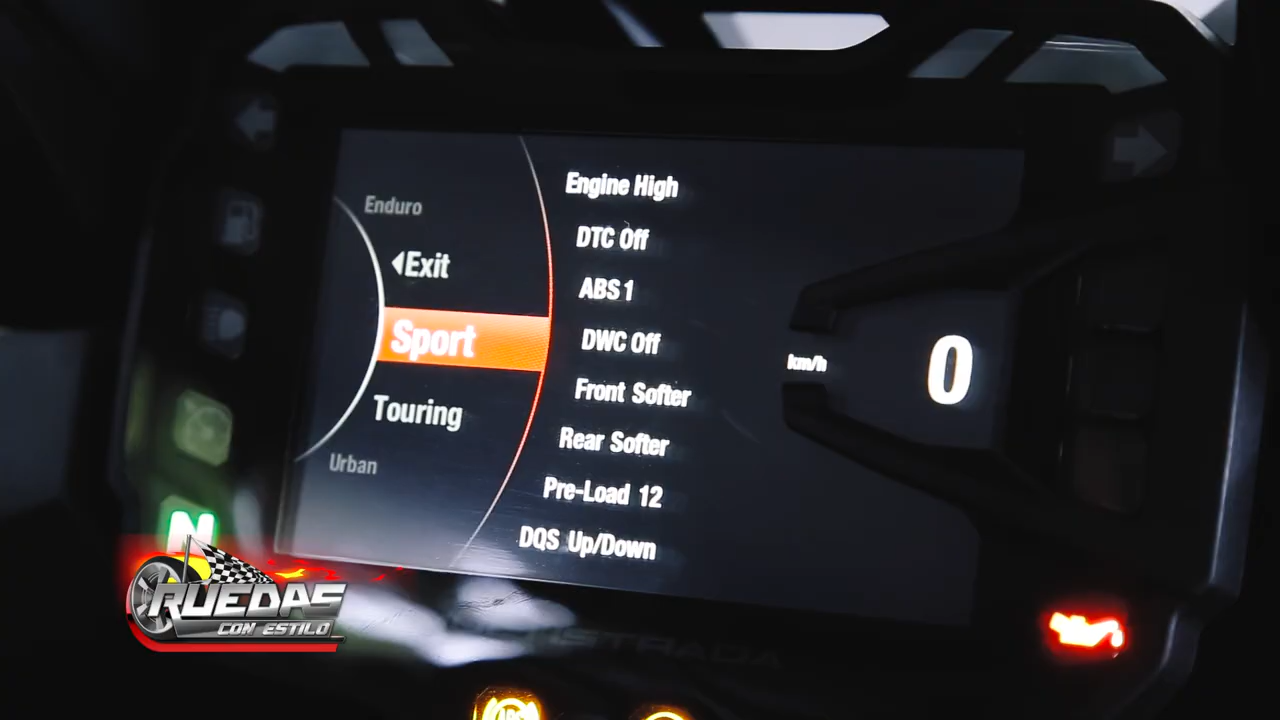 Enduro
Exit
Sport
Touring
Urban
Engine High
DTC Off
ABS 1
DWC Off
Front Softer
Rear Softer
Pre-Load 12
DQS Up/Down
km/h
0
N
RUEDAS
CON ESTILO
ABS